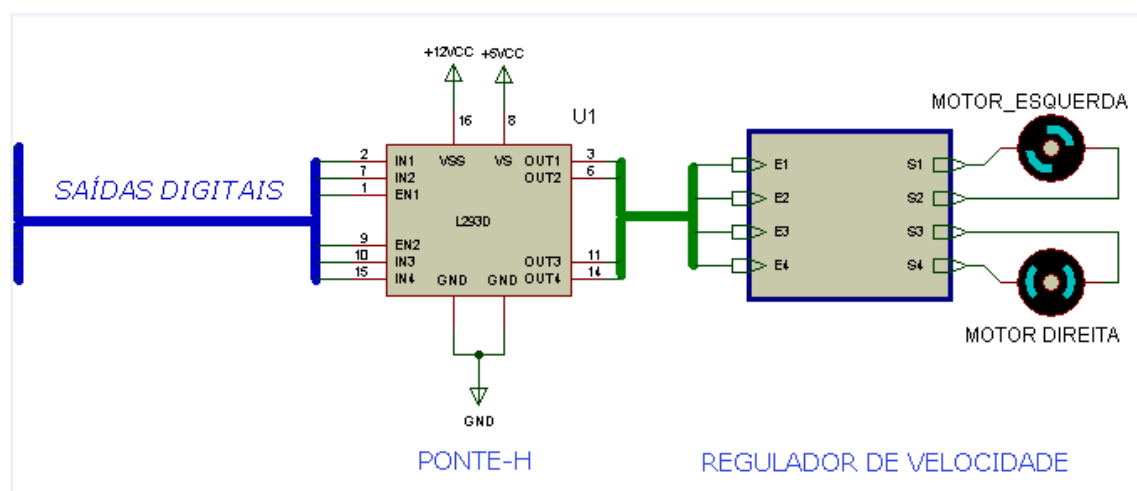 +12VCC +5VCC
U1
16 8
MOTOR_ESQUERDA
SAÍDAS DIGITAIS
2 IN1 VSS VS OUT1 3
7 IN2 OUT2 6
1 EN1
L293D
9 EN2
10 IN3 OUT3 11
15 IN4 GND GND OUT4 14
E1 S1
E2 S2
E3 S3
E4 S4
MOTOR DIREITA
GND
PONTE-H
REGULADOR DE VELOCIDADE